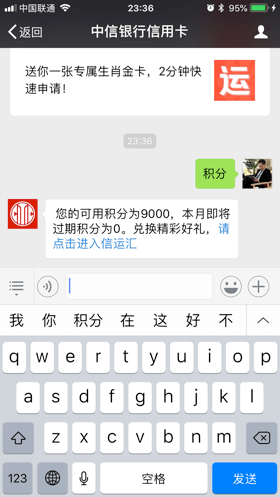 中国联通 23:36 95%
返回 中信银行信用卡
送你一张专属生肖金卡，2分钟快
速申请！
运
23:36
积分
您的可用积分为9000，本月即将
过期积分为0。兑换精彩好礼，请
点击进入信运汇
我 你 积分 在 这 好 不
q w e r t y u i o p
a s d f g h j k l
z x c v b n m
123 空格 发送